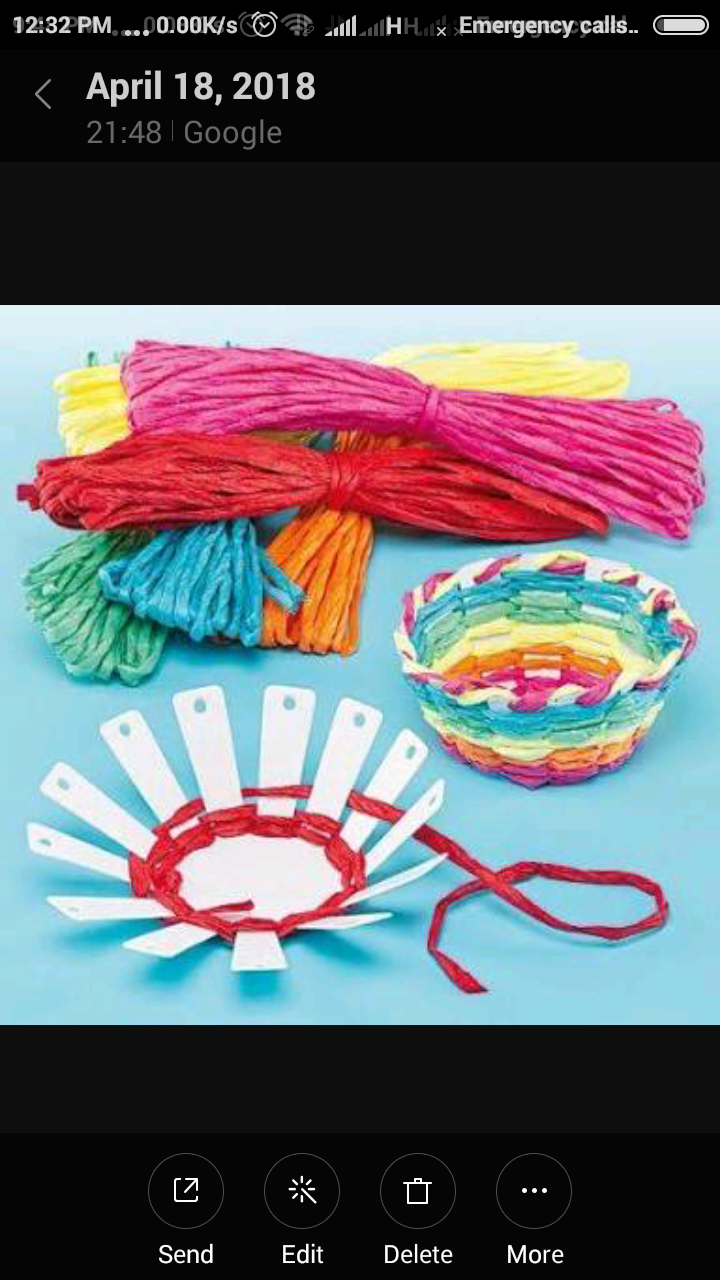 12:32 PM .... 0.00K/s H Emergency calls..
April 18, 2018
21:48 | Google
Send Edit Delete More